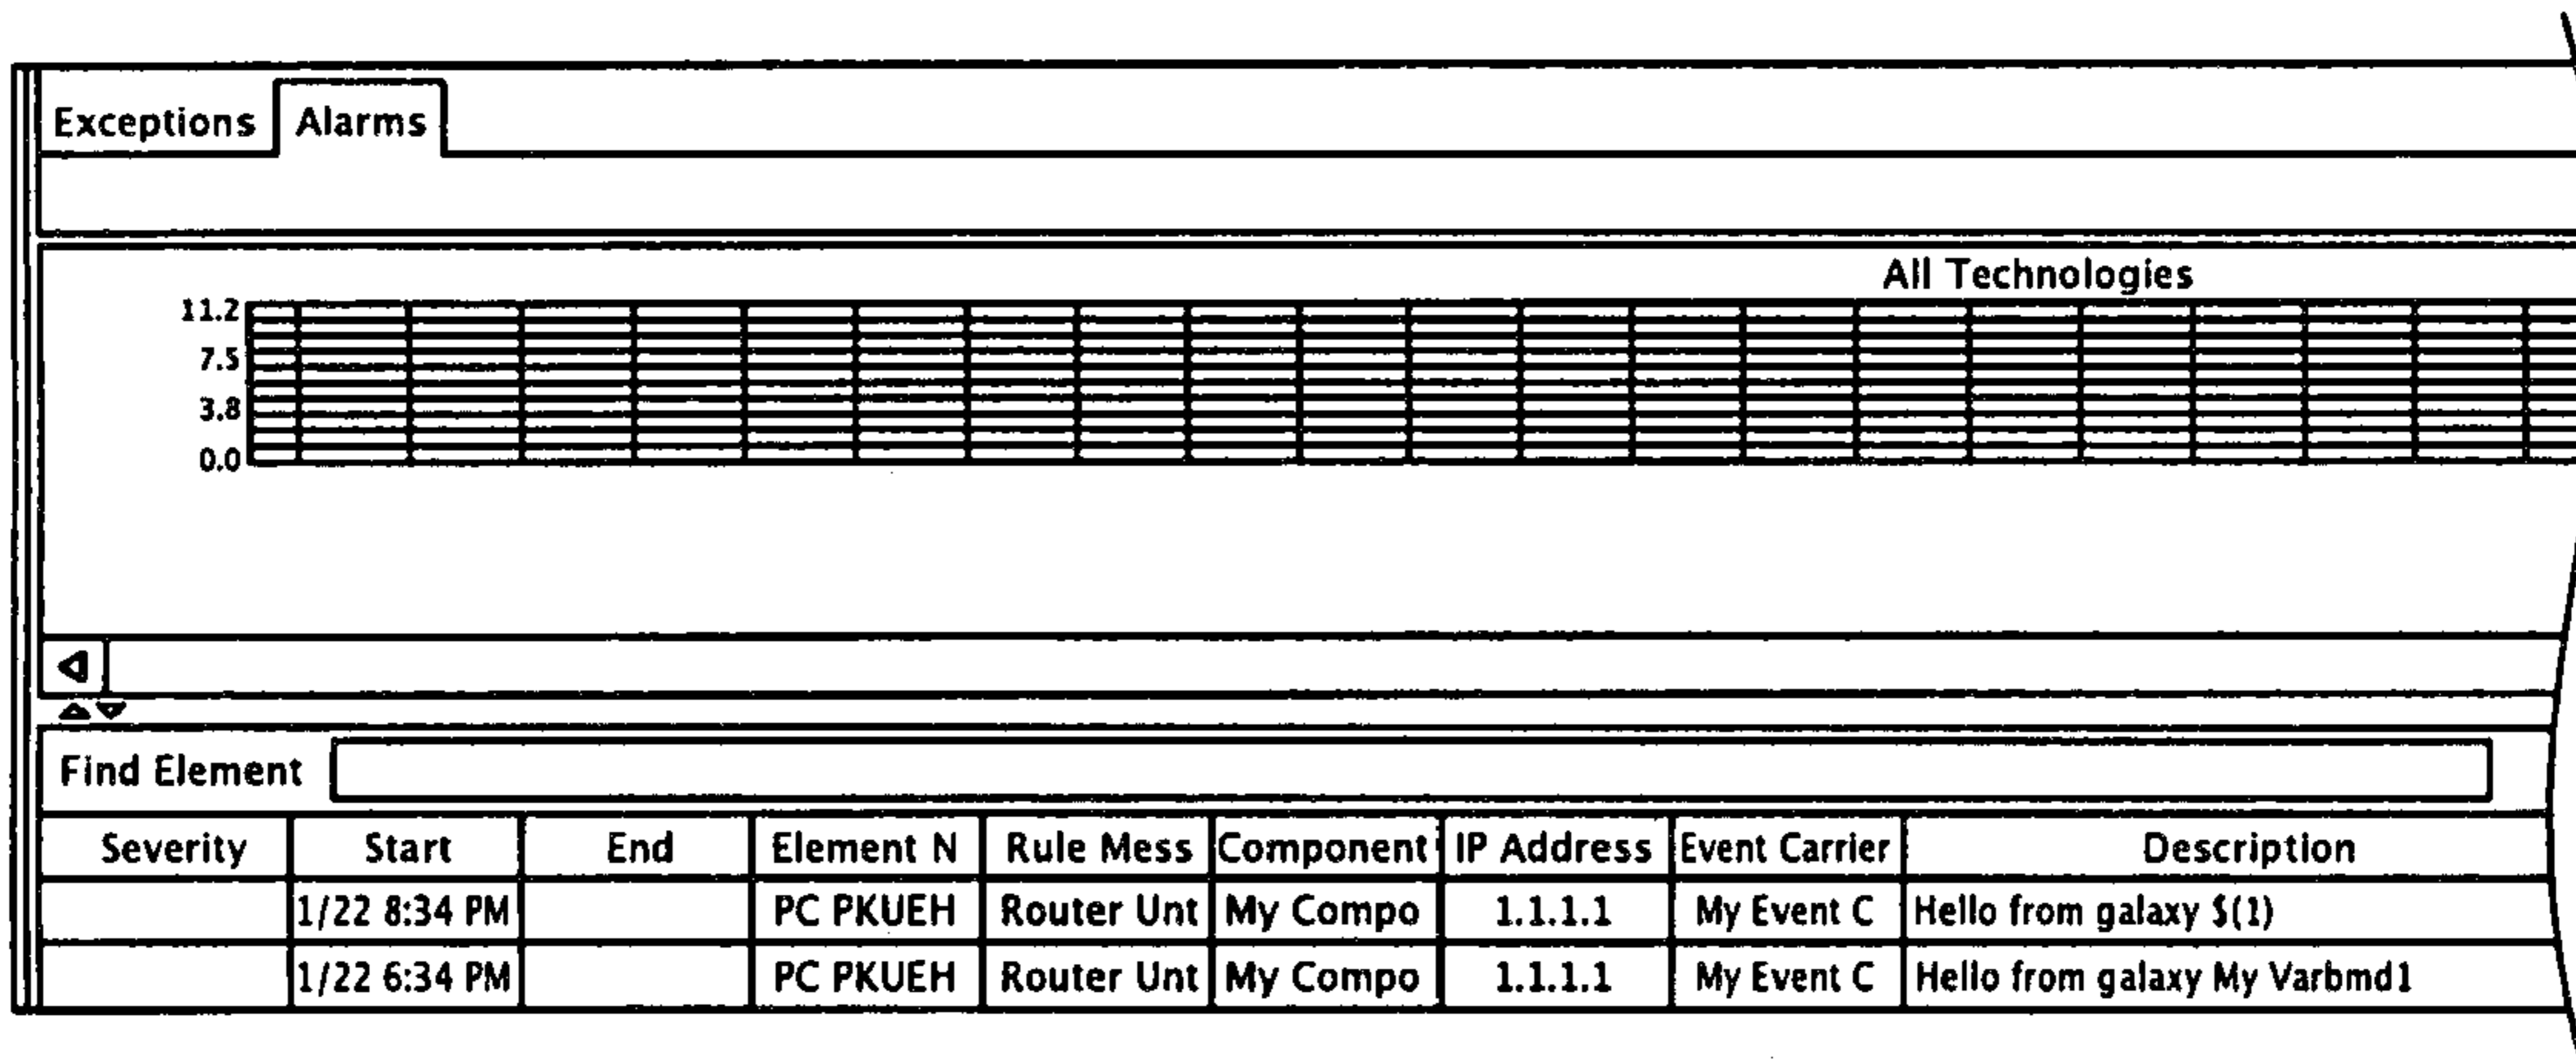 Exceptions Alarms
All Technologies
11.2
7.5
3.8
0.0
Find Element
Severity Start End Element N Rule Mess Component IP Address Event Carrier Description
1/22 8:34 PM PC PKUEH Router Unt My Compo 1.1.1.1 My Event C Hello from galaxy $(1)
1/22 6:34 PM PC PKUEH Router Unt My Compo 1.1.1.1 My Event C Hello from galaxy My Varbmd1